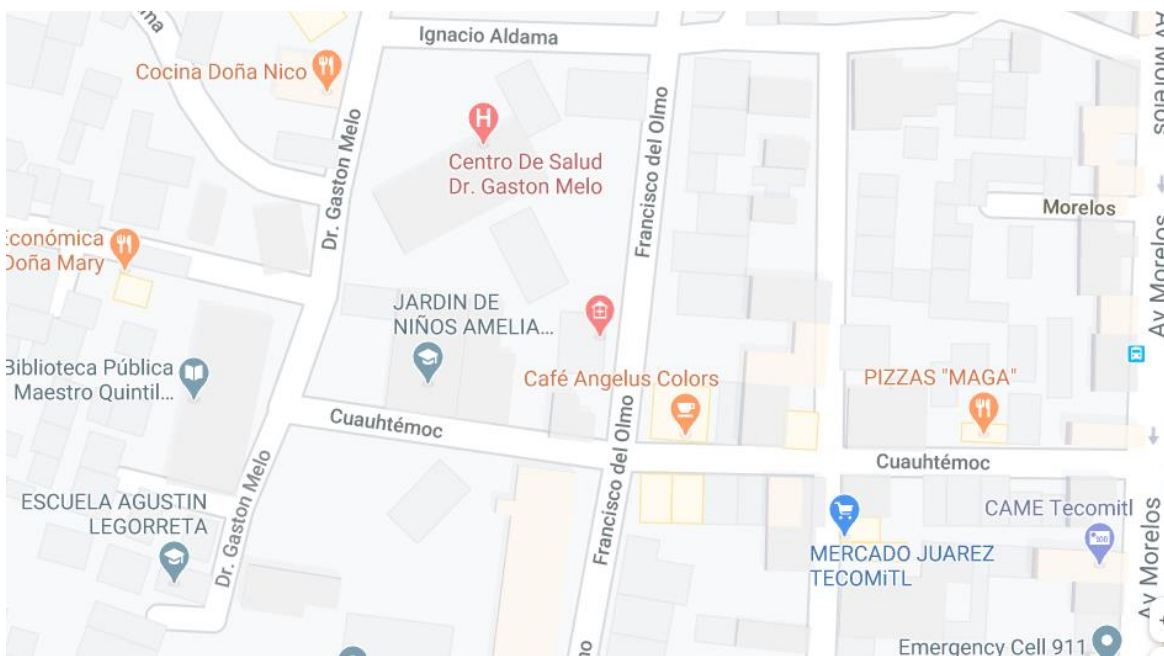 Ignacio Aldama
Cocina Doña Nico
Dr. Gaston Melo
Centro De Salud
Dr. Gaston Melo
Francisco del Olmo
Av Morelos
Morelos
Av Morelos
Económica
Doña Mary
JARDIN DE
NIÑOS AMELIA...
Biblioteca Pública
Maestro Quintil...
Café Angelus Colors
PIZZAS "MAGA"
Cuauhtémoc
Cuauhtémoc
Francisco del Olmo
Dr. Gaston Melo
ESCUELA AGUSTIN
LEGORRETA
CAME Tecomitl
MERCADO JUAREZ
TECOMiTL
Av Morelos
Emergency Cell 911